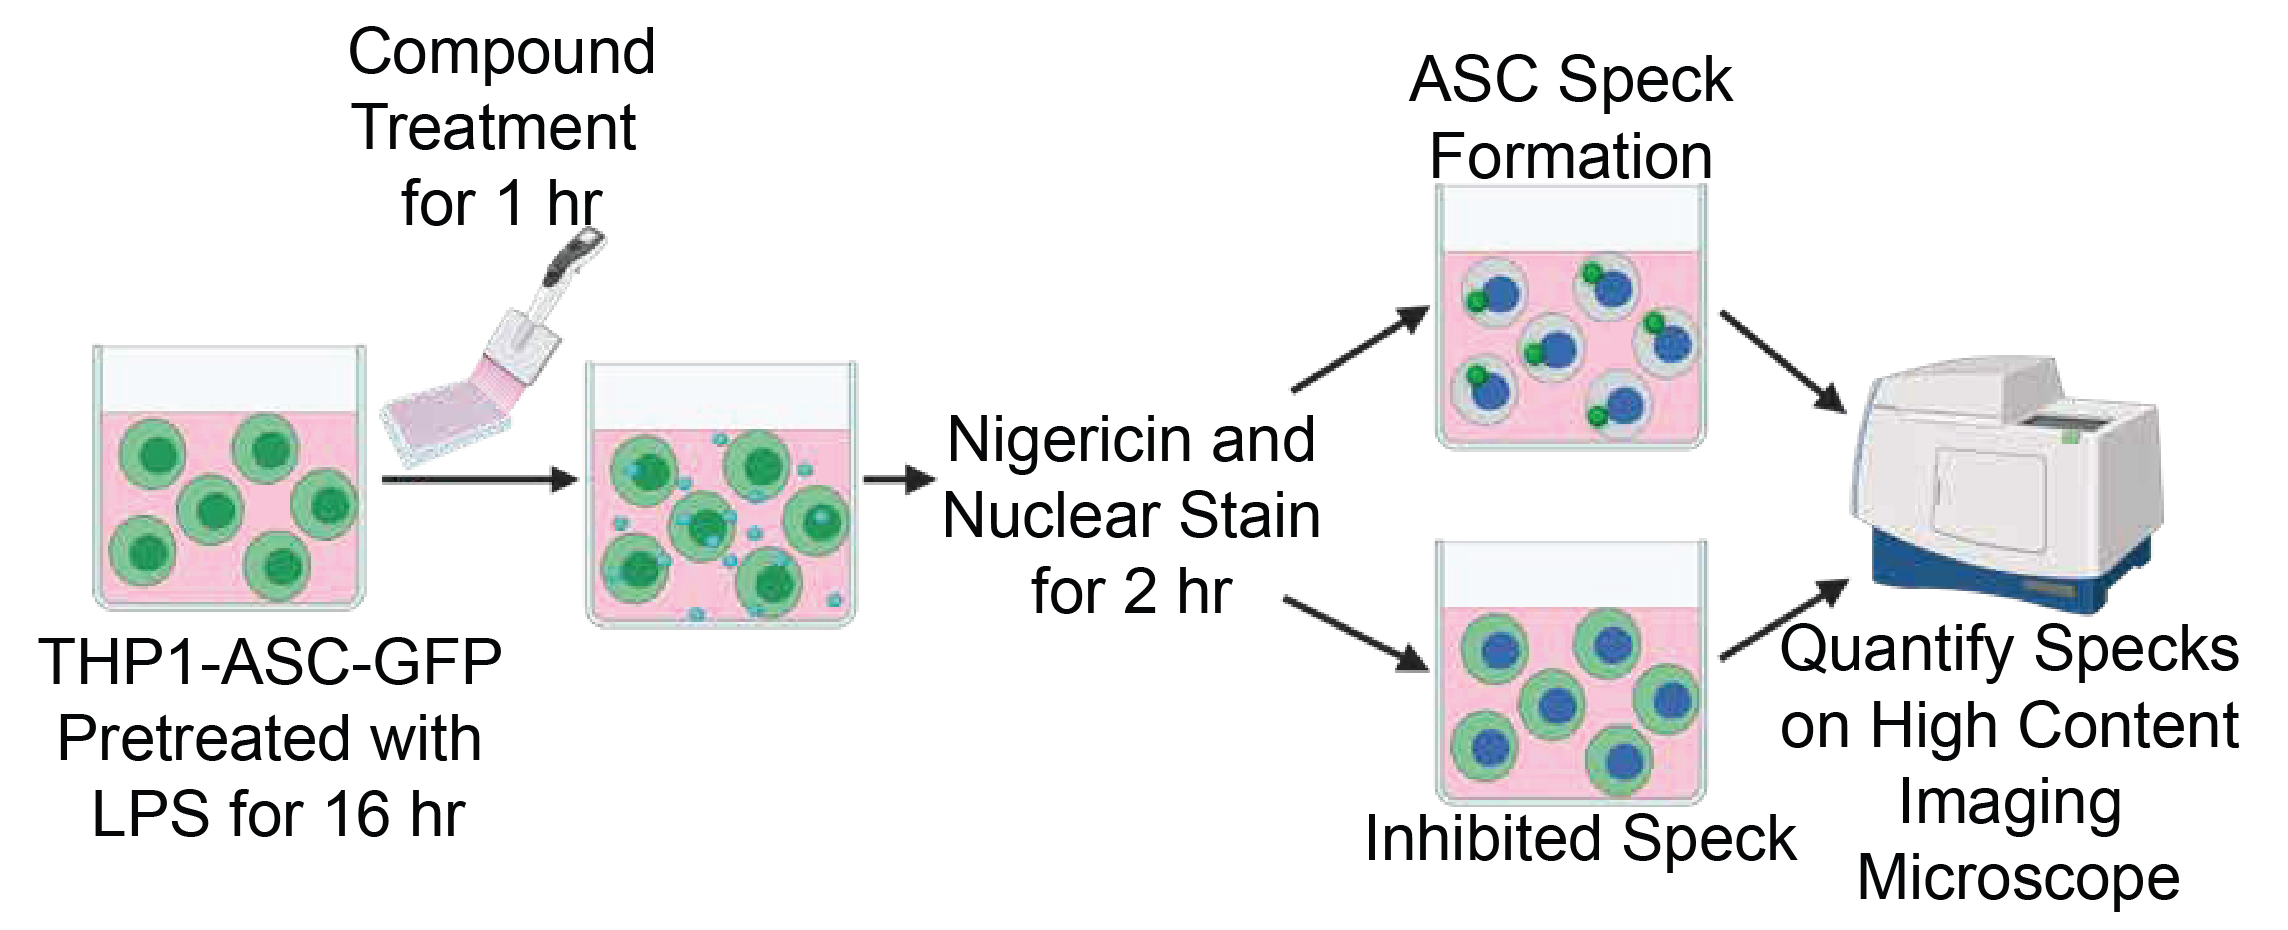 Compound
Treatment
for 1 hr
THP1-ASC-GFP
Pretreated with
LPS for 16 hr
Nigericin and
Nuclear Stain
for 2 hr
ASC Speck
Formation
Inhibited Speck
Quantify Specks
on High Content
Imaging
Microscope